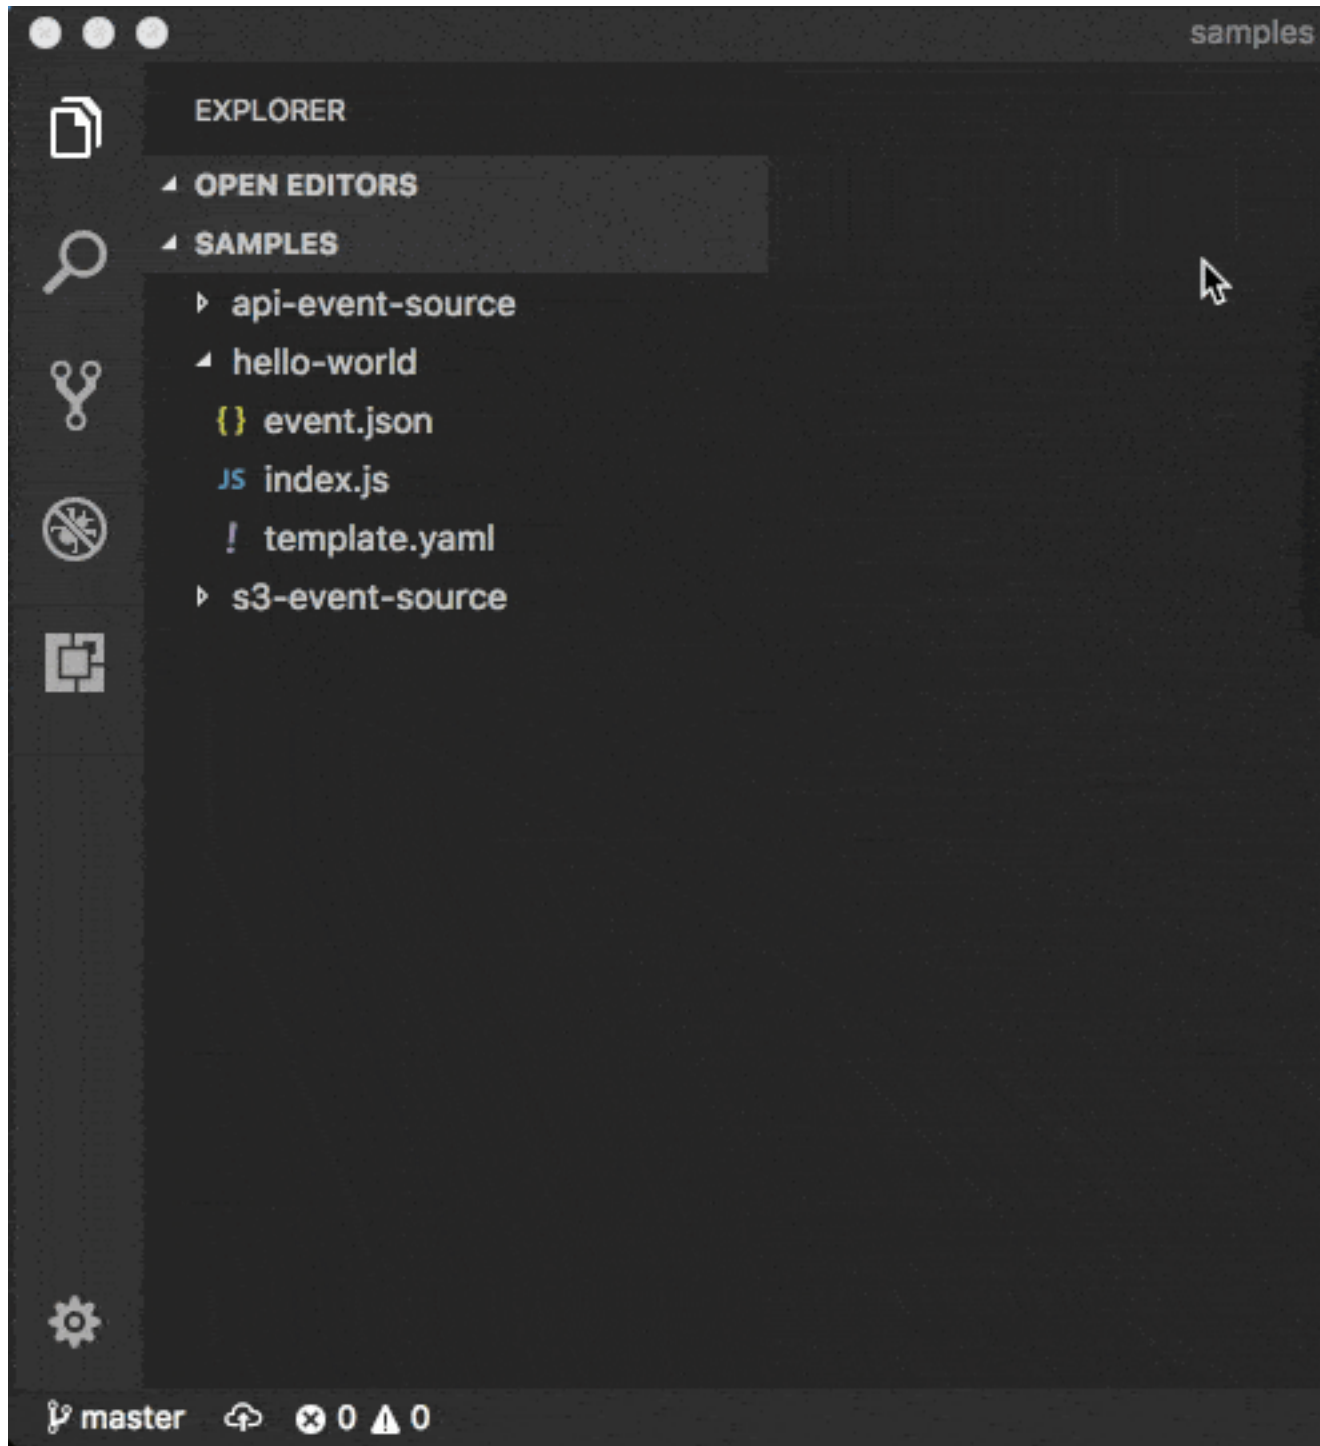 samples
EXPLORER
OPEN EDITORS
SAMPLES
api-event-source
hello-world
{} event.json
JS index.js
! template.yaml
s3-event-source
master 0 0